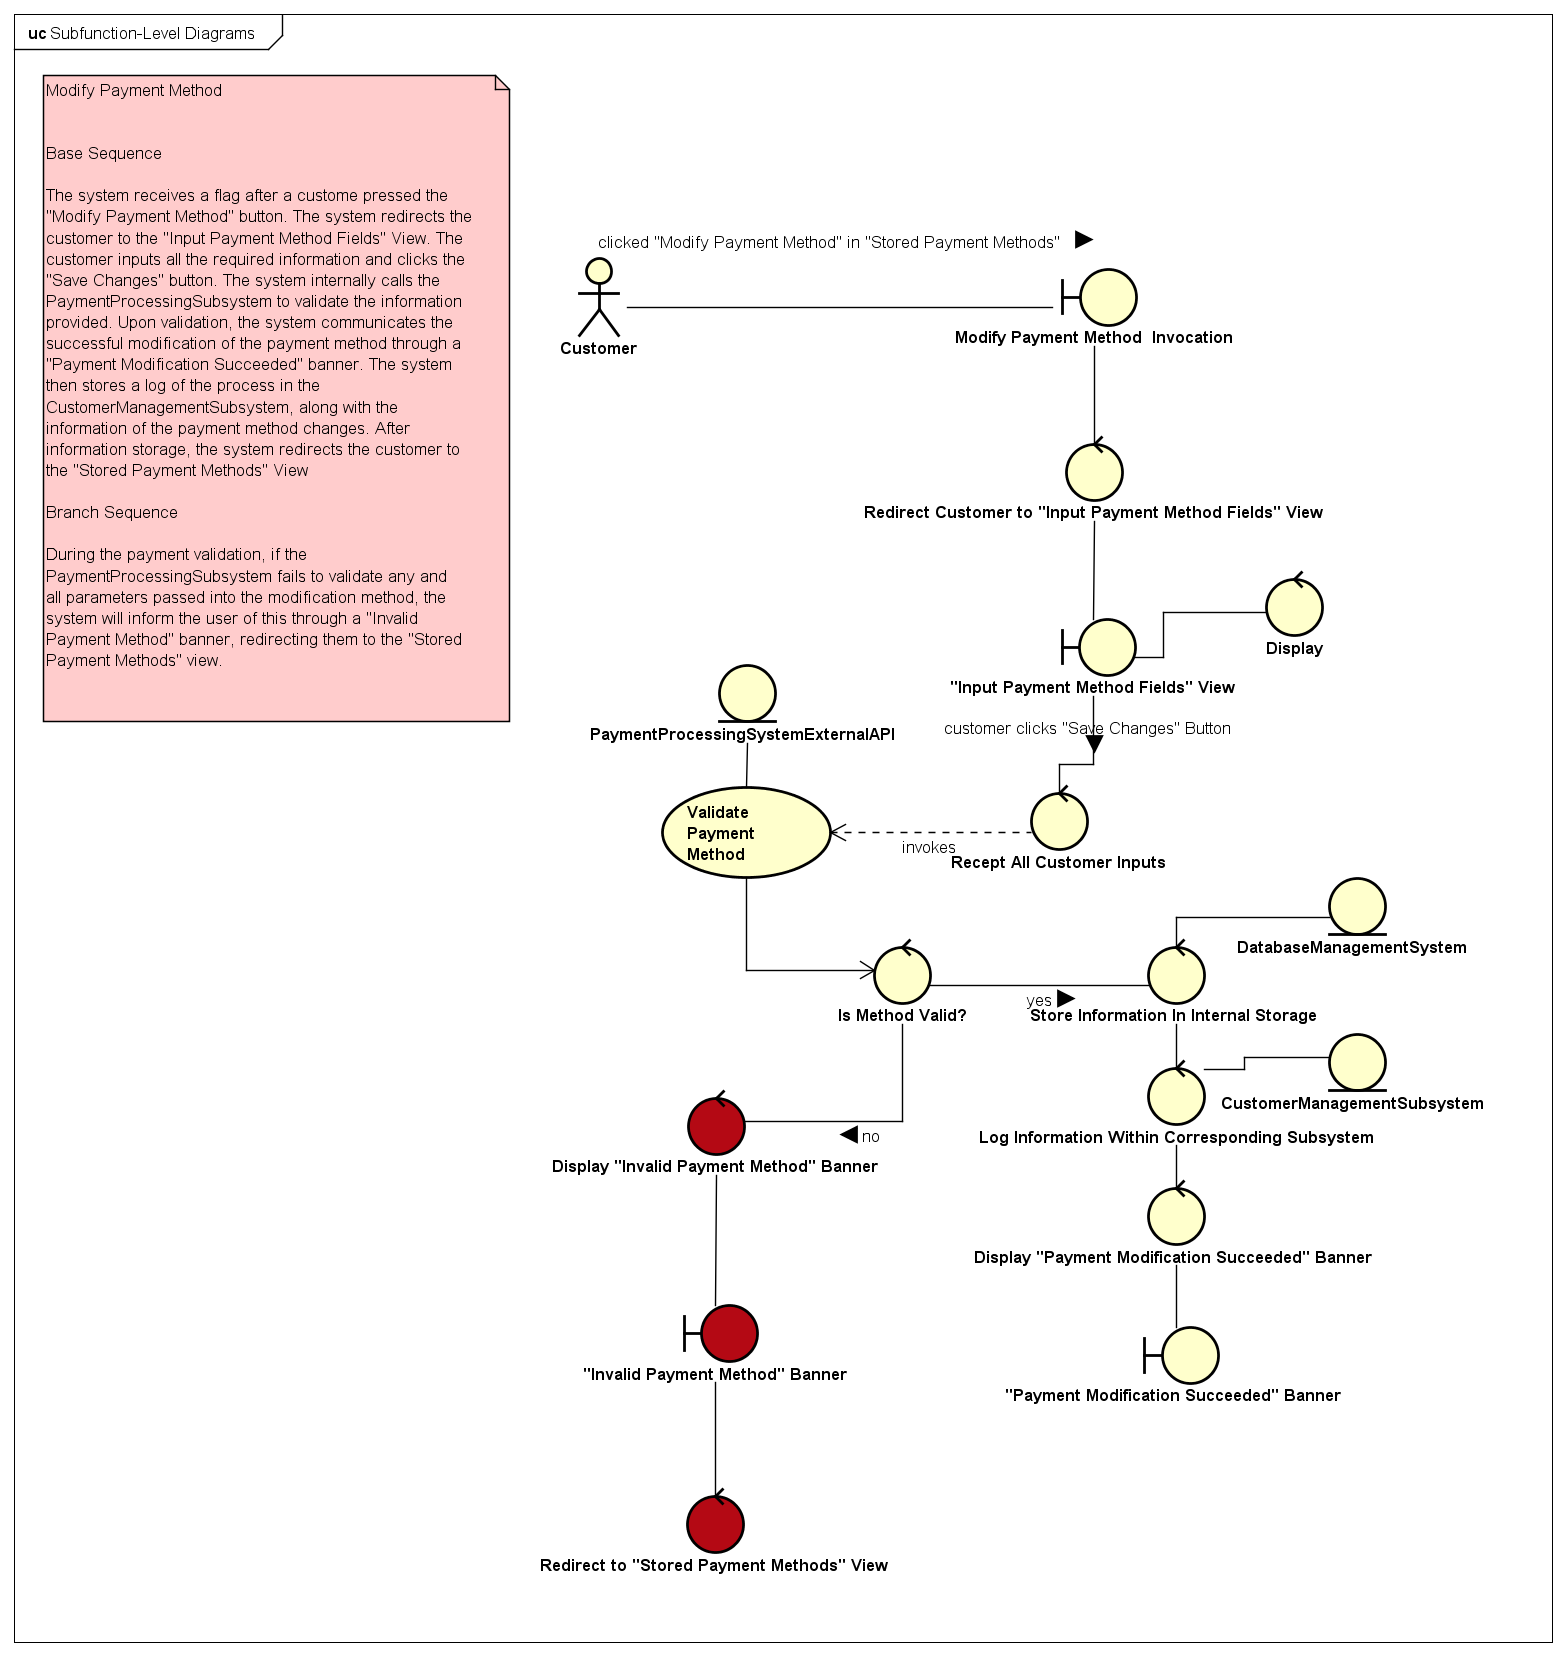 uc Subfunction-Level Diagrams
Modify Payment Method
Base Sequence
The system receives a flag after a custome pressed the
"Modify Payment Method" button. The system redirects the
customer to the "Input Payment Method Fields" View. The
customer inputs all the required information and clicks the
"Save Changes" button. The system internally calls the
PaymentProcessingSubsystem to validate the information
provided. Upon validation, the system communicates the
successful modification of the payment method through a
"Payment Modification Succeeded" banner. The system
then stores a log of the process in the
CustomerManagementSubsystem, along with the
information of the payment method changes. After
information storage, the system redirects the customer to
the "Stored Payment Methods" View
Branch Sequence
During the payment validation, if the
PaymentProcessingSubsystem fails to validate any and
all parameters passed into the modification method, the
system will inform the user of this through a "Invalid
Payment Method" banner, redirecting them to the "Stored
Payment Methods" view.
clicked "Modify Payment Method" in "Stored Payment Methods"
Customer
Modify Payment Method  Invocation
Redirect Customer to "Input Payment Method Fields" View
Display
"Input Payment Method Fields" View
customer clicks "Save Changes" Button
PaymentProcessingSystemExternalAPI
Validate
Payment
Method
invokes
Recept All Customer Inputs
DatabaseManagementSystem
Is Method Valid?
yes
Store Information In Internal Storage
CustomerManagementSubsystem
no
Log Information Within Corresponding Subsystem
Display "Invalid Payment Method" Banner
Display "Payment Modification Succeeded" Banner
"Invalid Payment Method" Banner
"Payment Modification Succeeded" Banner
Redirect to "Stored Payment Methods" View